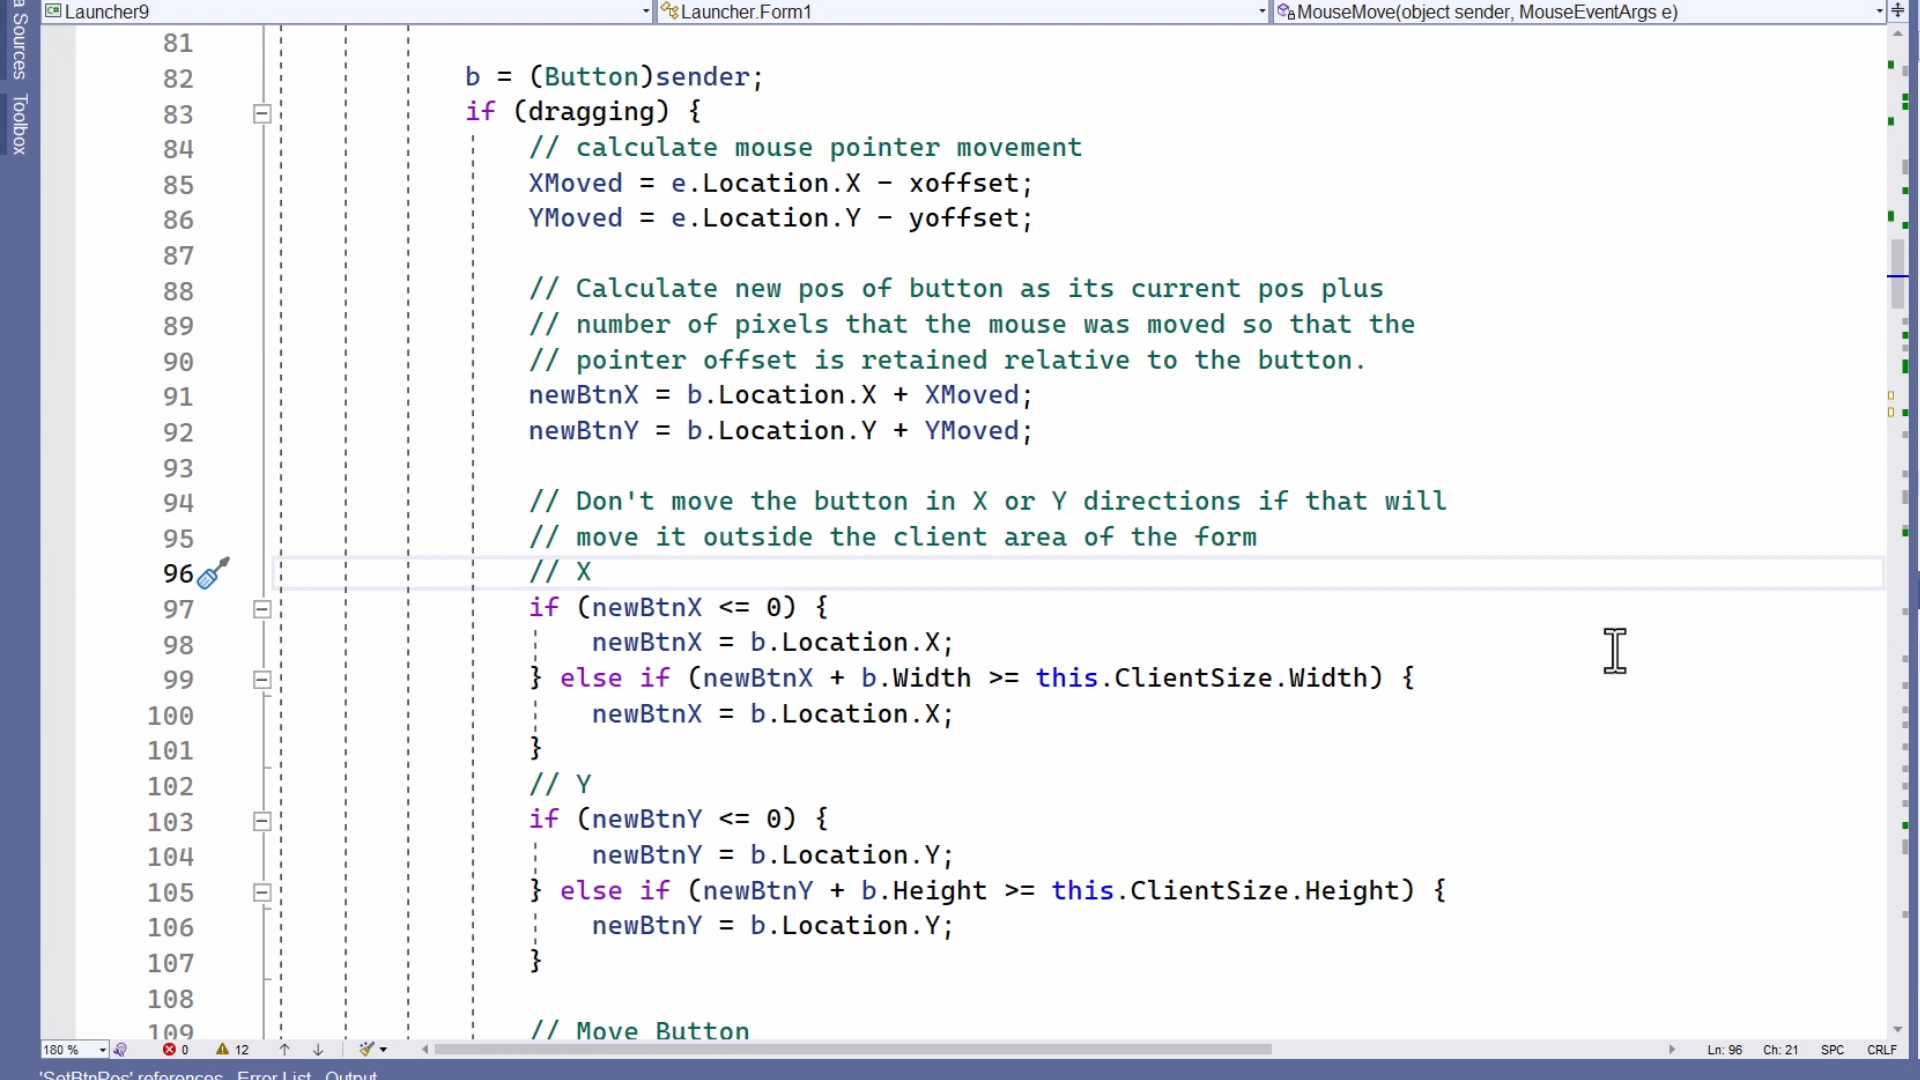 Launcher9
Launcher.Form1
MouseMove(object sender, MouseEventArgs e)
Toolbox
81
82 b = (Button)sender;
83 if (dragging) {
84 // calculate mouse pointer movement
85 XMoved = e.Location.X - xoffset;
86 YMoved = e.Location.Y - yoffset;
87
88 // Calculate new pos of button as its current pos plus
89 // number of pixels that the mouse was moved so that the
90 // pointer offset is retained relative to the button.
91 newBtnX = b.Location.X + XMoved;
92 newBtnY = b.Location.Y + YMoved;
93
94 // Don't move the button in X or Y directions if that will
95 // move it outside the client area of the form
96 // X
97 if (newBtnX <= 0) {
98 newBtnX = b.Location.X;
99 } else if (newBtnX + b.Width >= this.ClientSize.Width) {
100 newBtnX = b.Location.X;
101 }
102 // Y
103 if (newBtnY <= 0) {
104 newBtnY = b.Location.Y;
105 } else if (newBtnY + b.Height >= this.ClientSize.Height) {
106 newBtnY = b.Location.Y;
107 }
108
109 // Move Button
180 % 0 12 Ln: 96 Ch: 21 SPC CRLF
'SetBtnPos' references Error List Output
a Sources